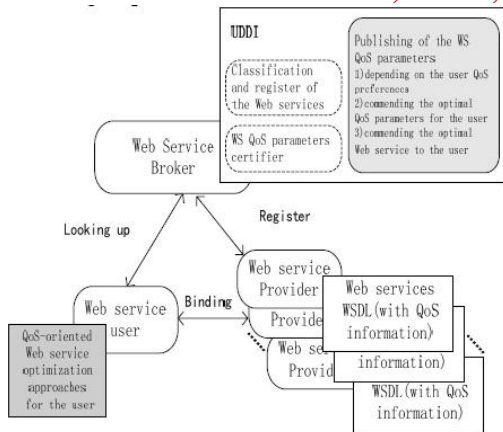 UDDI
Classification
and register of
the Web services
WS QoS parameters
certifier
Publishing of the WS
QoS parameters
1)depending on the user QoS
preferences
2)commending the optimal
QoS parameters for the user
3)commending the optimal
Web service to the user
Web Service
Broker
Looking up
Register
Binding
Web service
user
QoS-oriented
Web service
optimization
approaches
for the user
Web service
Provider
Provide
Web ser
Provid
Web services
WSDL(with QoS
information)
information)
WSDL(with QoS
information)